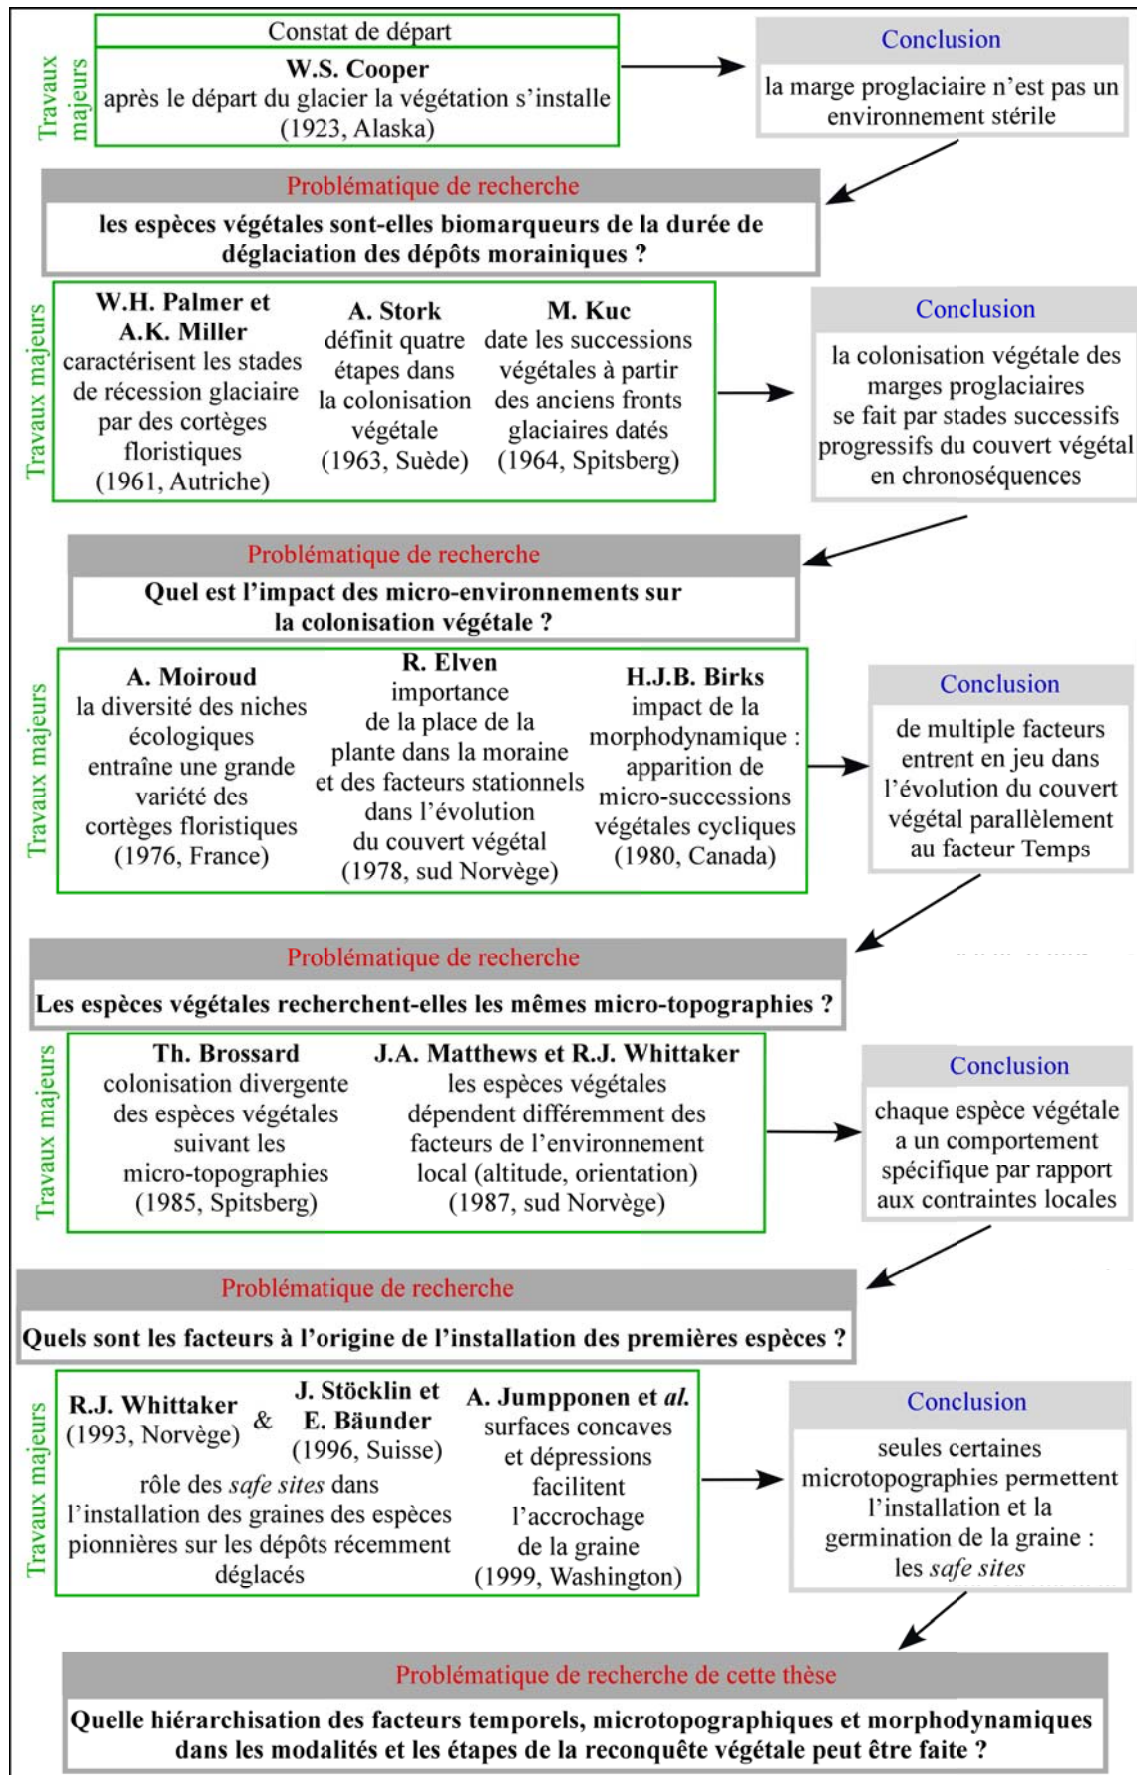 Constat de départ
Travaux
majeurs
W.S. Cooper
après le départ du glacier la végétation s'installe
(1923, Alaska)
Conclusion
la marge proglaciaire n'est pas un
environnement stérile
Problématique de recherche
les espèces végétales sont-elles biomarqueurs de la durée de
déglaciation des dépôts morainiques ?
Travaux majeurs
W.H. Palmer et
A.K. Miller
caractérisent les stades
de récession glaciaire
par des cortèges
floristiques
(1961, Autriche)
A. Stork
définit quatre
étapes dans
la colonisation
végétale
(1963, Suède)
M. Kuc
date les successions
végétales à partir
des anciens fronts
glaciaires datés
(1964, Spitsberg)
Conclusion
la colonisation végétale des
marges proglaciaires
se fait par stades successifs
progressifs du couvert végétal
en chronoséquences
Problématique de recherche
Quel est l'impact des micro-environnements sur
la colonisation végétale ?
Travaux majeurs
A. Moiroud
la diversité des niches
écologiques
entraîne une grande
variété des
cortèges floristiques
(1976, France)
R. Elven
importance
de la place de la
plante dans la moraine
et des facteurs stationnels
dans l'évolution
du couvert végétal
(1978, sud Norvège)
H.J.B. Birks
impact de la
morphodynamique :
apparition de
micro-successions
végétales cycliques
(1980, Canada)
Conclusion
de multiple facteurs
entrent en jeu dans
l'évolution du couvert
végétal parallèlement
au facteur Temps
Problématique de recherche
Les espèces végétales recherchent-elles les mêmes micro-topographies ?
Travaux majeurs
Th. Brossard
colonisation divergente
des espèces végétales
suivant les
micro-topographies
(1985, Spitsberg)
J.A. Matthews et R.J. Whittaker
les espèces végétales
dépendent différemment des
facteurs de l'environnement
local (altitude, orientation)
(1987, sud Norvège)
Conclusion
chaque espèce végétale
a un comportement
spécifique par rapport
aux contraintes locales
Problématique de recherche
Quels sont les facteurs à l'origine de l'installation des premières espèces ?
Travaux majeurs
R.J. Whittaker
(1993, Norvège)
&
J. Stöcklin et
E. Bäunder
(1996, Suisse)
rôle des safe sites dans
l'installation des graines des espèces
pionnières sur les dépôts récemment
déglacés
A. Jumpponen et al.
surfaces concaves
et dépressions
facilitent
l'accrochage
de la graine
(1999, Washington)
Conclusion
seules certaines
microtopographies permettent
l'installation et la
germination de la graine :
les safe sites
Problématique de recherche de cette thèse
Quelle hiérarchisation des facteurs temporels, microtopographiques et morphodynamiques
dans les modalités et les étapes de la reconquête végétale peut être faite ?